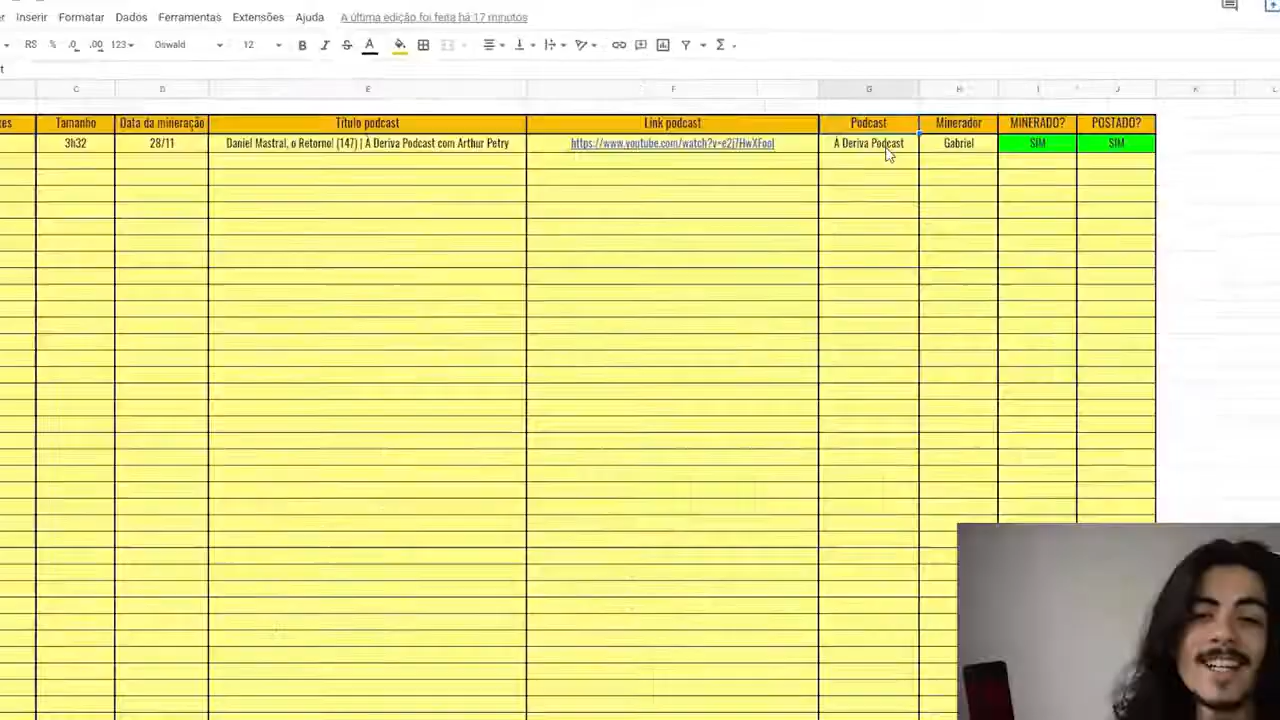 Inserir Formatar Dados Ferramentas Extensões Ajuda A última edição foi feita há 17 minutos
R$ % .0 .00 123 Oswald 12 B I S A
C D E F G H I J K L
Tamanho Data da mineração Título podcast Link podcast Podcast Minerador MINERADO? POSTADO?
3h32 28/11 Daniel Mastral, o Retorno! (147) | À Deriva Podcast com Arthur Petry À Deriva Podcast Gabriel SIM SIM